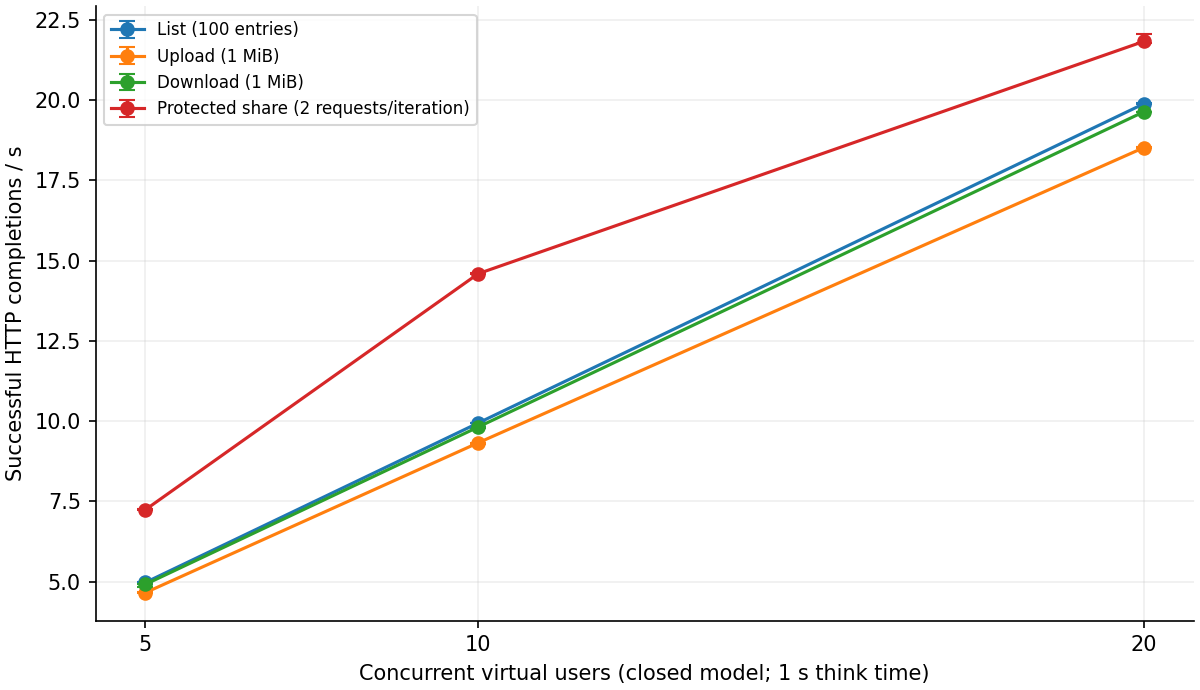 List (100 entries)
Upload (1 MiB)
Download (1 MiB)
Protected share (2 requests/iteration)
Successful HTTP completions / s
22.5
20.0
17.5
15.0
12.5
10.0
7.5
5.0
5
10
20
Concurrent virtual users (closed model; 1 s think time)